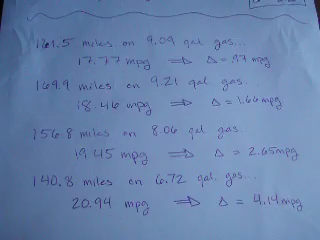 161.5 miles on 9.09 gal gas...
17.77 mpg ⇒ Δ = .97 mpg
169.9 miles on 9.21 gal gas...
18.46 mpg ⇒ Δ = 1.66 mpg
156.8 miles on 8.06 gal gas.
19.45 mpg ⇒ Δ = 2.65 mpg
140.8 miles on 6.72 gal gas...
20.94 mpg ⇒ Δ = 4.14 mpg